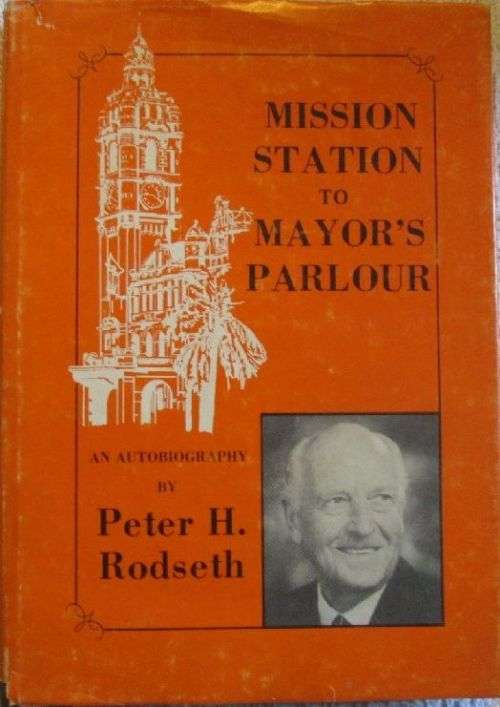 MISSION
STATION
TO
MAYOR'S
PARLOUR
AN AUTOBIOGRAPHY
BY
Peter H.
Rodseth